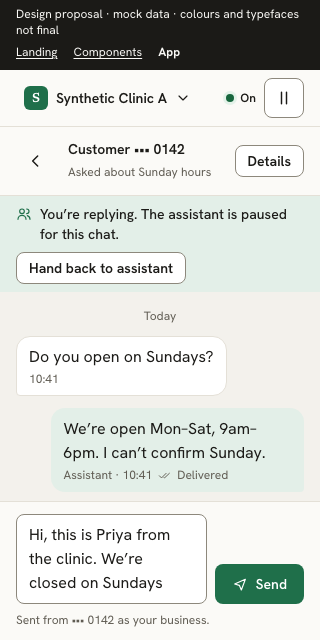 Design proposal · mock data · colours and typefaces
not final
Landing Components App
S Synthetic Clinic A On
Customer ••• 0142
Asked about Sunday hours
Details
You’re replying. The assistant is paused
for this chat.
Hand back to assistant
Today
Do you open on Sundays?
10:41
We’re open Mon–Sat, 9am–
6pm. I can’t confirm Sunday.
Assistant · 10:41 Delivered
Hi, this is Priya from
the clinic. We’re
closed on Sundays
Send
Sent from ••• 0142 as your business.